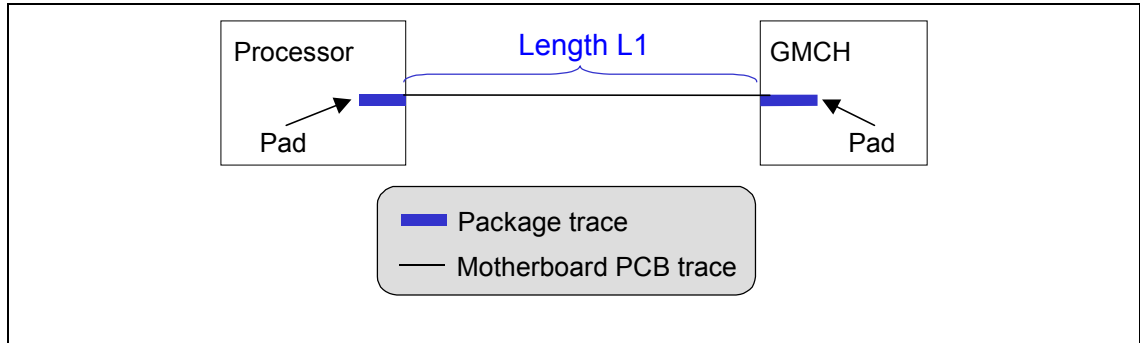 Length L1
Processor
GMCH
Pad
Pad
Package trace
Motherboard PCB trace